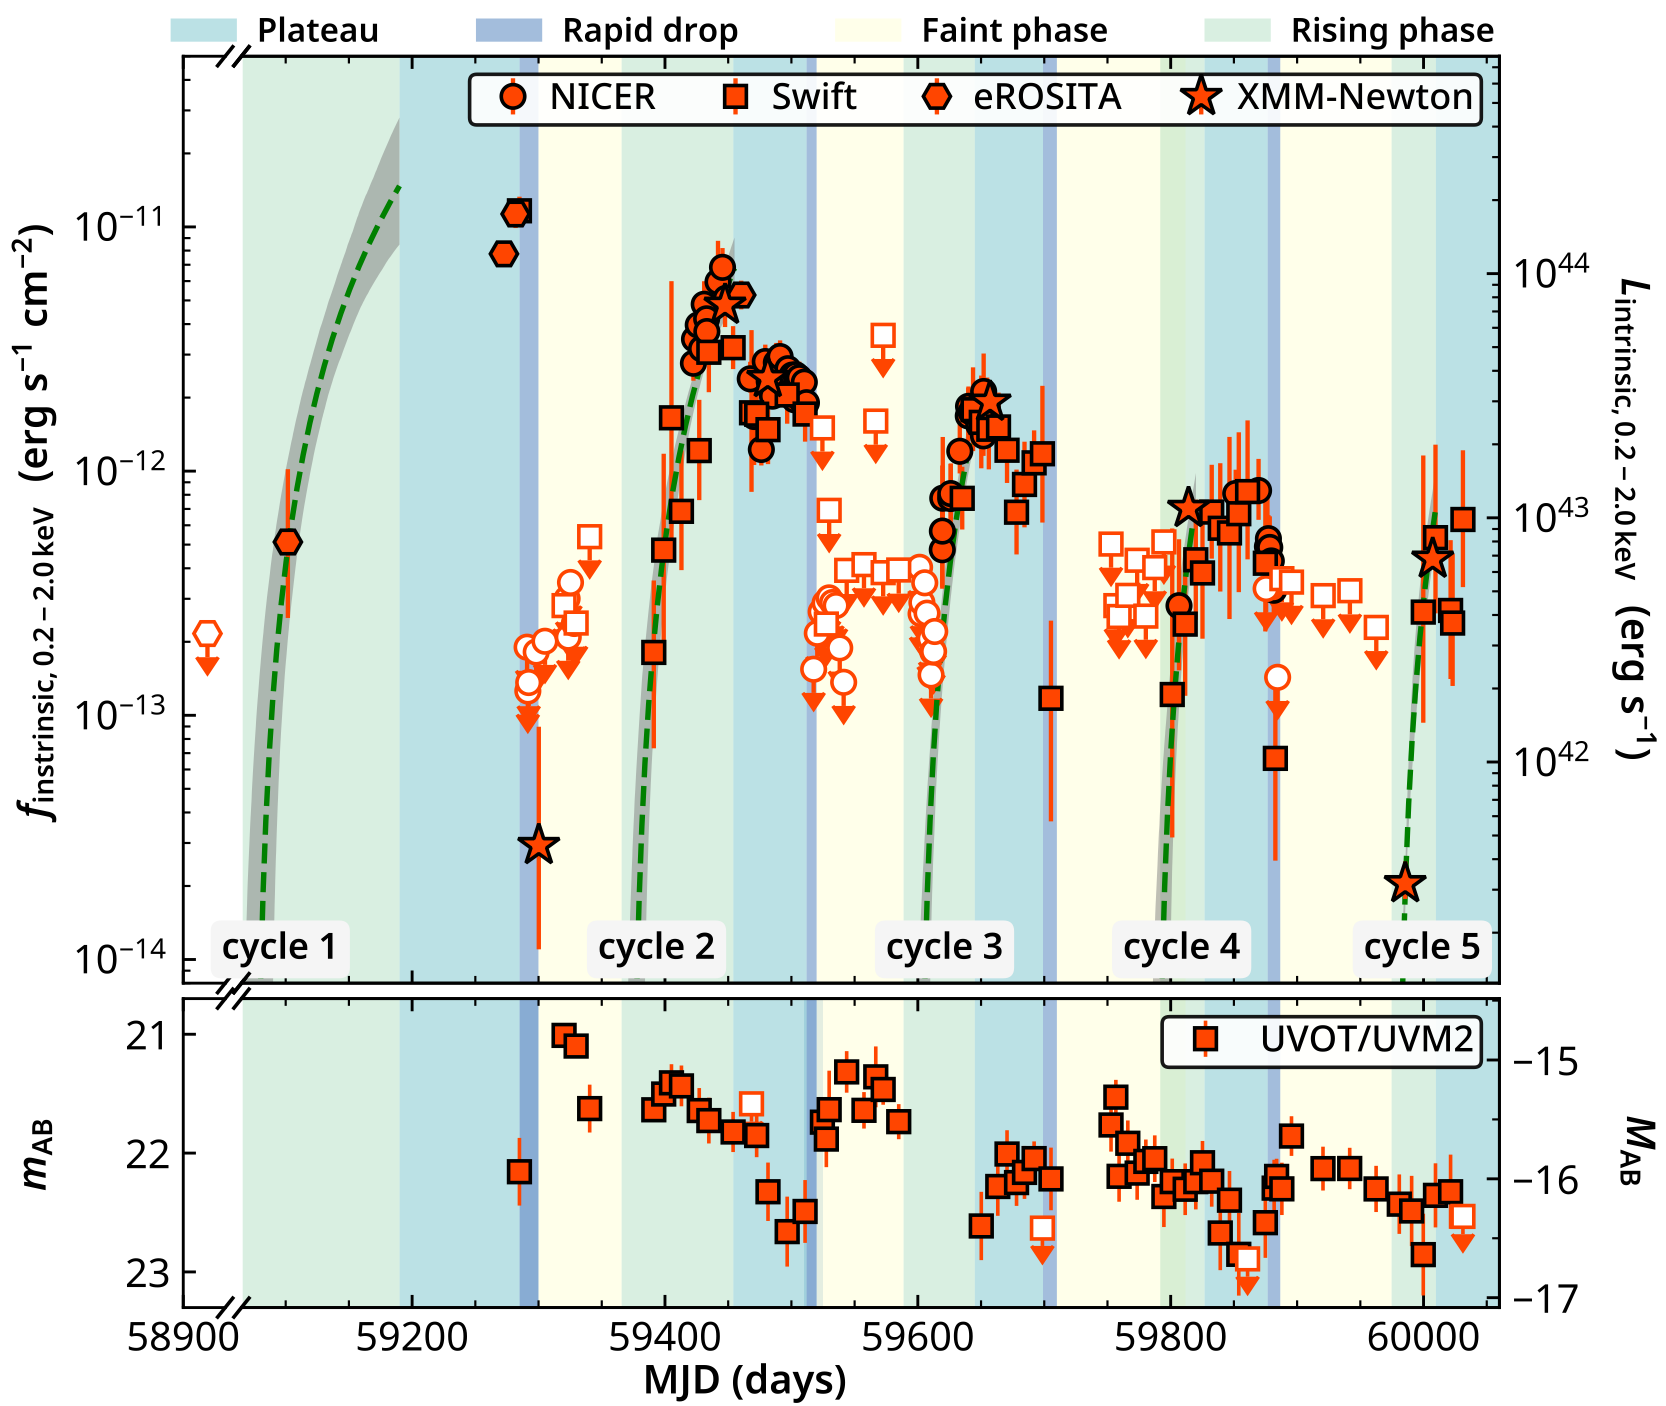 Plateau Rapid drop Faint phase Rising phase
NICER Swift eROSITA XMM-Newton
10⁻¹¹
10⁻¹²
10⁻¹³
10⁻¹⁴
f_instrinsic, 0.2 – 2.0 keV (erg s⁻¹ cm⁻²)
10⁴⁴
10⁴³
10⁴²
L_intrinsic, 0.2 – 2.0 keV (erg s⁻¹)
cycle 1 cycle 2 cycle 3 cycle 4 cycle 5
UVOT/UVM2
21
22
23
m_AB
−15
−16
−17
M_AB
58900 59200 59400 59600 59800 60000
MJD (days)